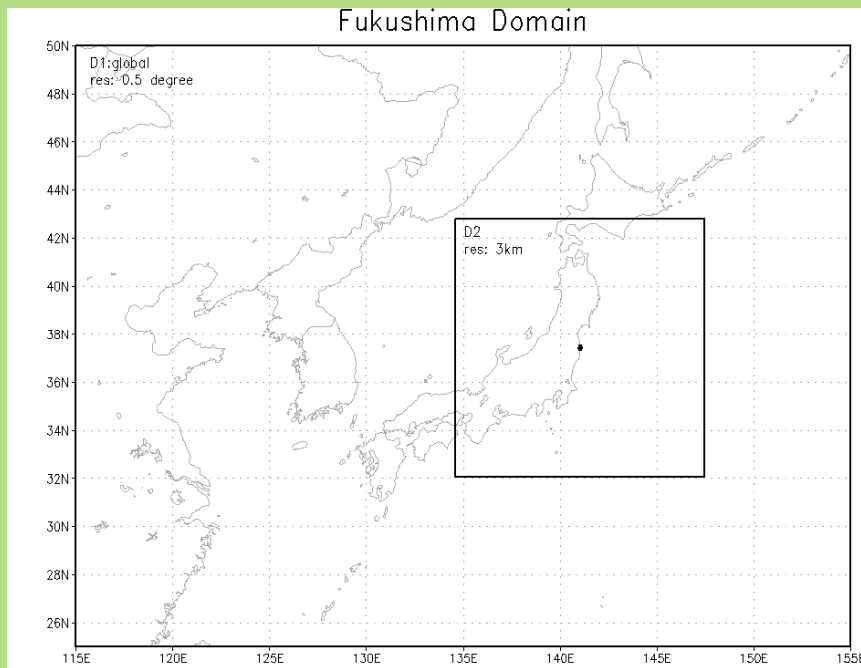 Fukushima Domain
50N
D1:global
res: 0.5 degree
48N
46N
44N
42N
D2
res: 3km
40N
38N
36N
34N
32N
30N
28N
26N
115E 120E 125E 130E 135E 140E 145E 150E 155E